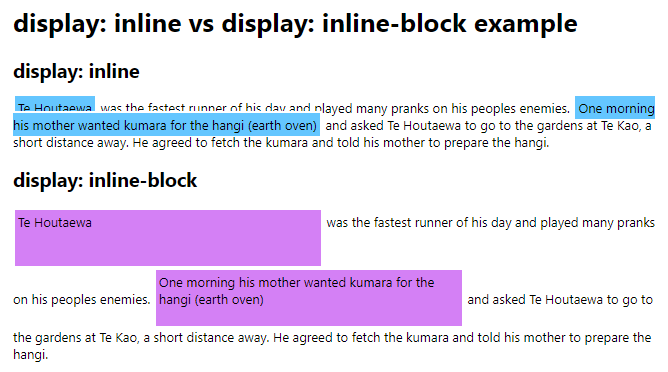 display: inline vs display: inline-block example
display: inline
Te Houtaewa was the fastest runner of his day and played many pranks on his peoples enemies. One morning
his mother wanted kumara for the hangi (earth oven) and asked Te Houtaewa to go to the gardens at Te Kao, a
short distance away. He agreed to fetch the kumara and told his mother to prepare the hangi.
display: inline-block
Te Houtaewa was the fastest runner of his day and played many pranks
on his peoples enemies. One morning his mother wanted kumara for the
hangi (earth oven) and asked Te Houtaewa to go to
the gardens at Te Kao, a short distance away. He agreed to fetch the kumara and told his mother to prepare the
hangi.